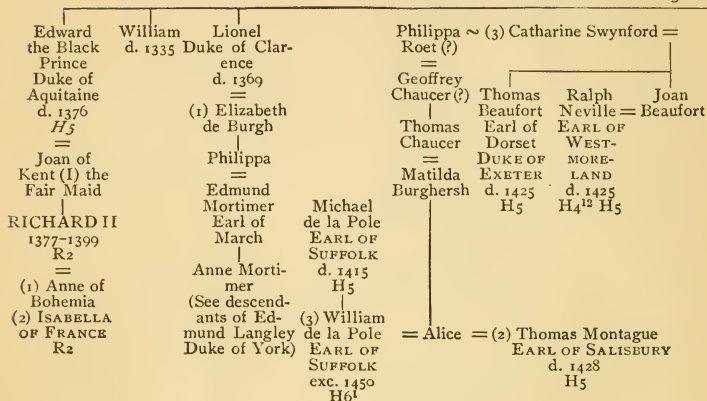 Edward
the Black
Prince
Duke of
Aquitaine
d. 1376
H5
=
Joan of
Kent (I) the
Fair Maid
RICHARD II
1377-1399
R2
=
(1) Anne of
Bohemia
(2) ISABELLA
OF FRANCE
R2
William
d. 1335
Lionel
Duke of Clar-
ence
d. 1369
=
(1) Elizabeth
de Burgh
Philippa
=
Edmund
Mortimer
Earl of
March
Anne Morti-
mer
(See descend-
ants of Ed-
mund Langley
Duke of York)
Michael
de la Pole
EARL OF
SUFFOLK
d. 1415
H5
(3) William
de la Pole
EARL OF
SUFFOLK
exc. 1450
H6¹
Philippa ~ (3) Catharine Swynford =
Roet (?)
=
Geoffrey
Chaucer (?)
Thomas
Chaucer
=
Matilda
Burghersh
= Alice = (2) Thomas Montague
EARL OF SALISBURY
d. 1428
H5
Thomas
Beaufort
Earl of
Dorset
DUKE OF
EXETER
d. 1425
H5
Ralph
Neville =
EARL OF
WEST-
MORE-
LAND
d. 1425
H4¹² H5
Joan
Beaufort